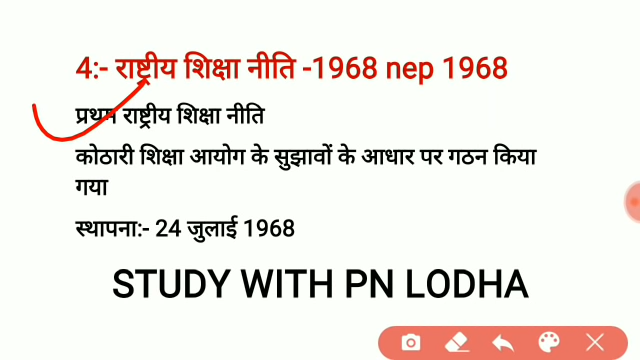 4:- राष्ट्रीय शिक्षा नीति -1968 nep 1968
प्रथम राष्ट्रीय शिक्षा नीति
कोठारी शिक्षा आयोग के सुझावों के आधार पर गठन किया
गया
स्थापना:- 24 जुलाई 1968
STUDY WITH PN LODHA